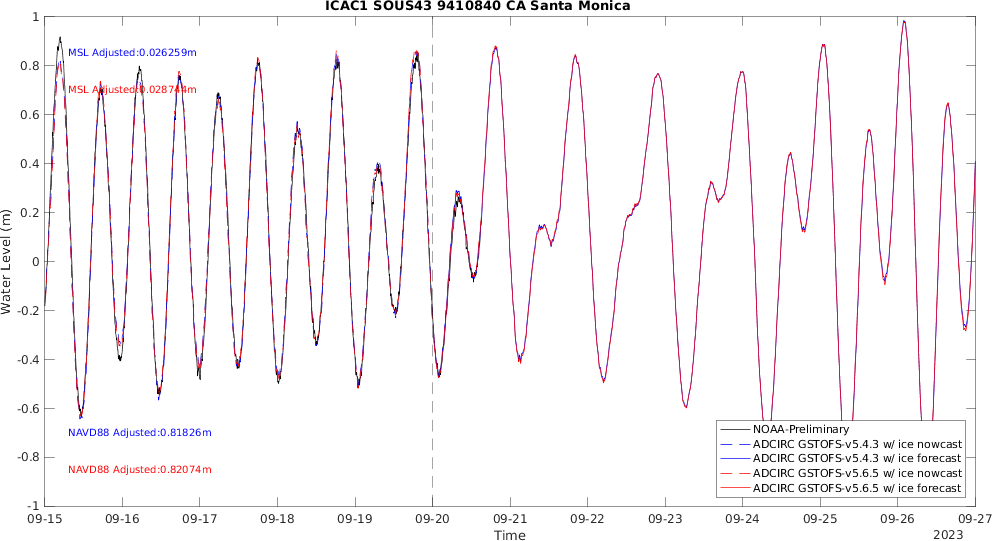 ICAC1 SOUS43 9410840 CA Santa Monica
1
0.8
0.6
0.4
0.2
0
-0.2
-0.4
-0.6
-0.8
-1
Water Level (m)
MSL Adjusted:0.026259m
MSL Adjusted:0.028744m
NAVD88 Adjusted:0.81826m
NAVD88 Adjusted:0.82074m
NOAA-Preliminary
ADCIRC GSTOFS-v5.4.3 w/ ice nowcast
ADCIRC GSTOFS-v5.4.3 w/ ice forecast
ADCIRC GSTOFS-v5.6.5 w/ ice nowcast
ADCIRC GSTOFS-v5.6.5 w/ ice forecast
09-15 09-16 09-17 09-18 09-19 09-20 09-21 09-22 09-23 09-24 09-25 09-26 09-27
Time
2023